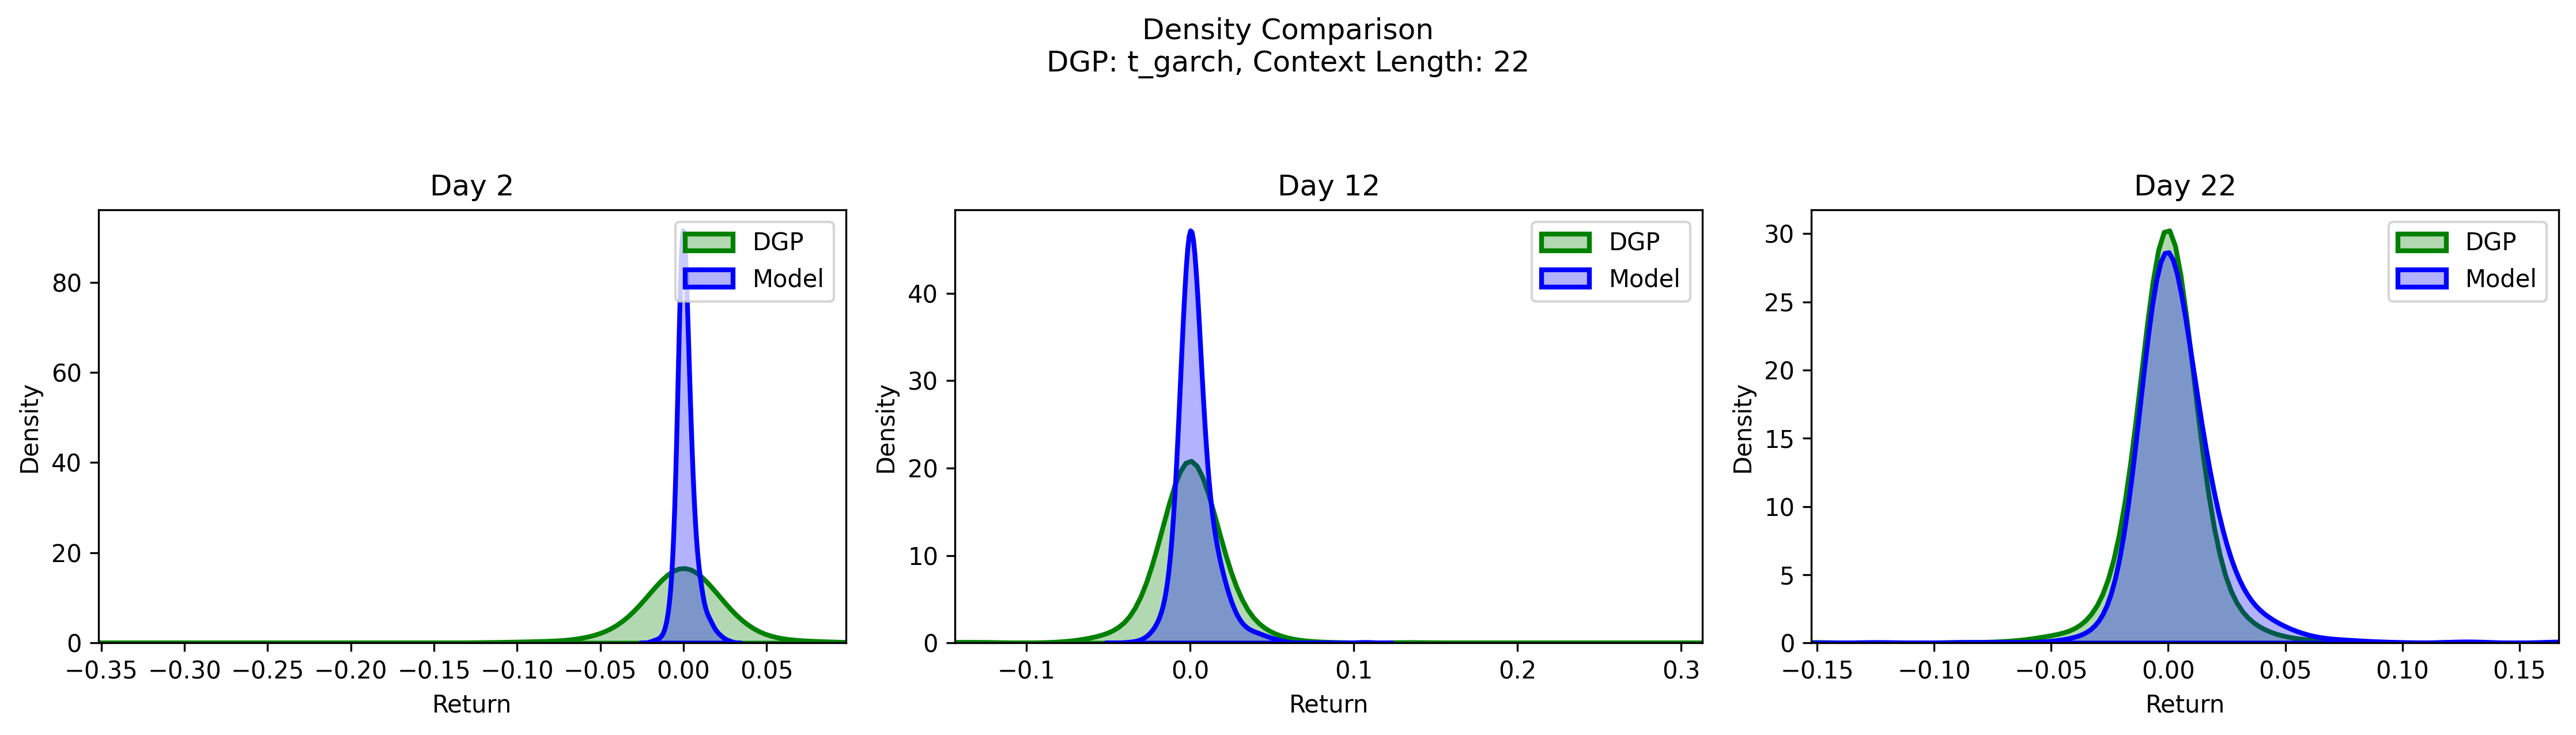 Density Comparison
DGP: t_garch, Context Length: 22
Day 2
Density
80
60
40
20
0
DGP
Model
−0.35 −0.30 −0.25 −0.20 −0.15 −0.10 −0.05 0.00 0.05
Return
Day 12
Density
40
30
20
10
0
DGP
Model
−0.1 0.0 0.1 0.2 0.3
Return
Day 22
Density
30
25
20
15
10
5
0
DGP
Model
−0.15 −0.10 −0.05 0.00 0.05 0.10 0.15
Return